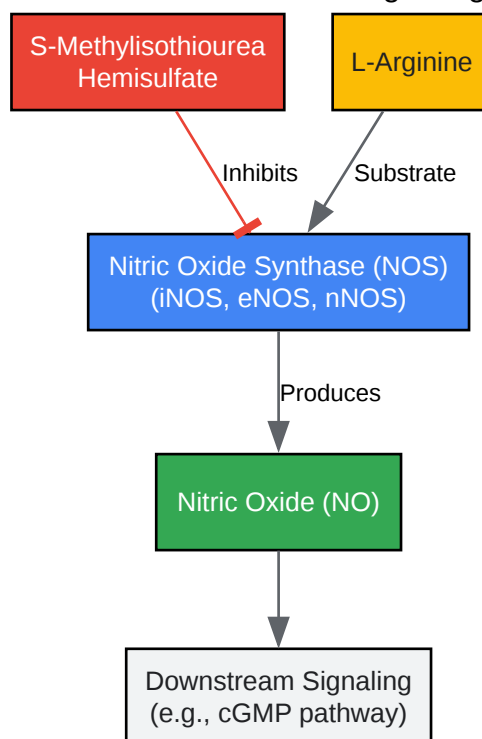 S-Methylisothiourea
Hemisulfate
L-Arginine
Inhibits
Substrate
Nitric Oxide Synthase (NOS)
(iNOS, eNOS, nNOS)
Produces
Nitric Oxide (NO)
Downstream Signaling
(e.g., cGMP pathway)